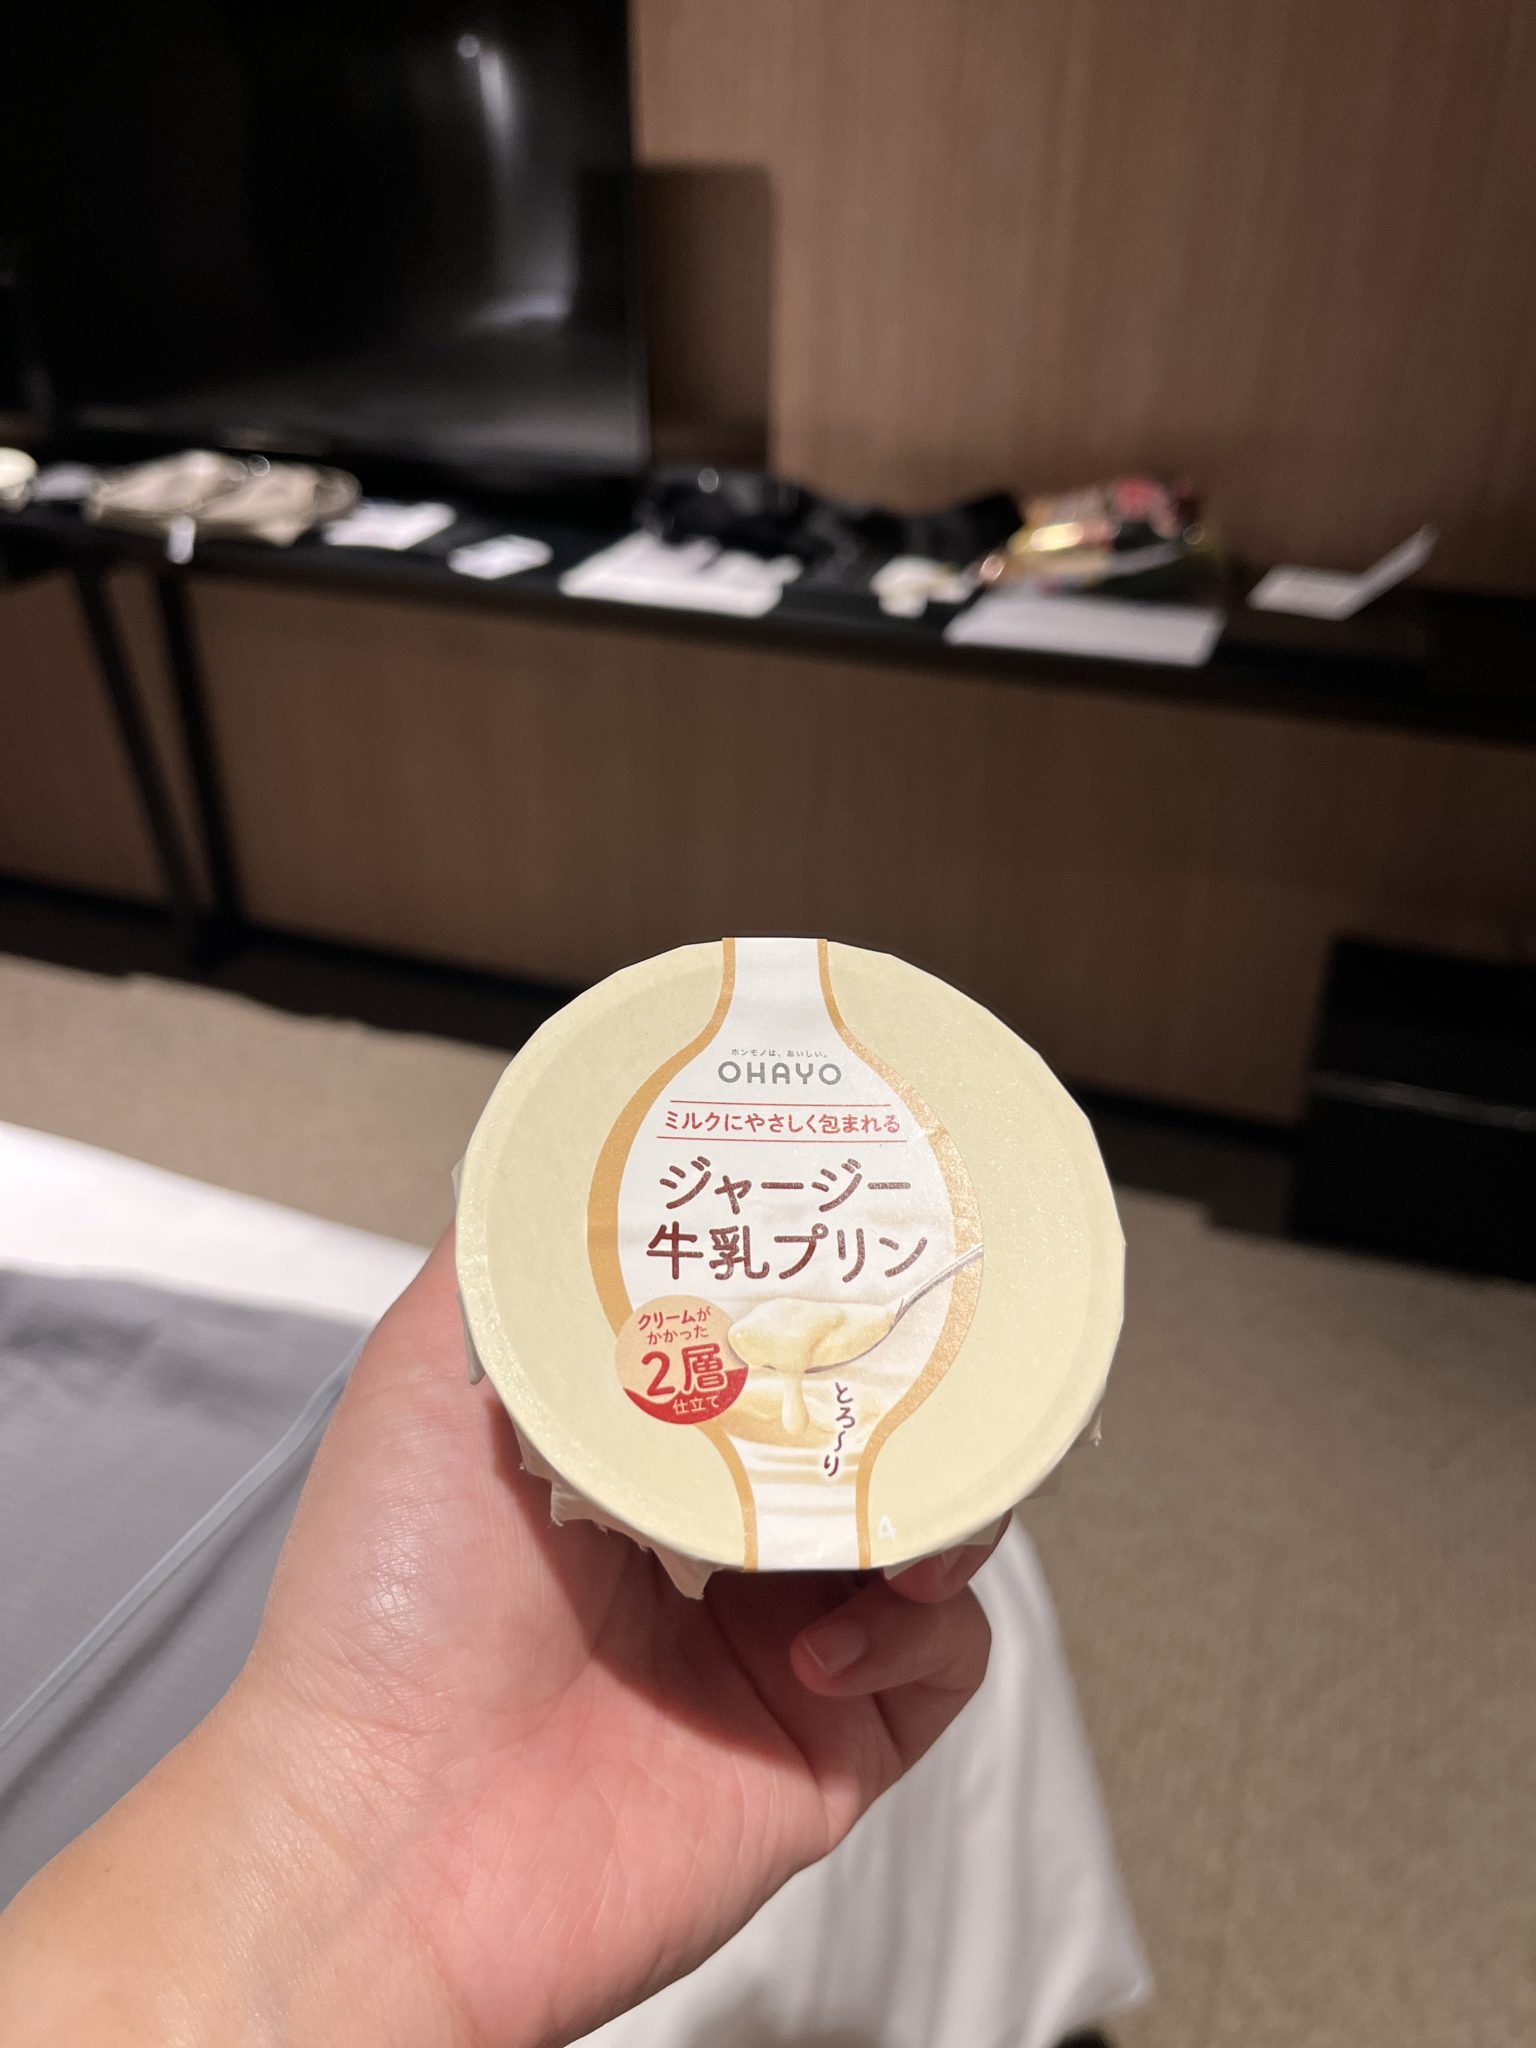 ホンモノは、おいしい。
OHAYO
ミルクにやさしく包まれる
ジャージー
牛乳プリン
クリームが
かかった
2層
仕立て
とろ〜り
A